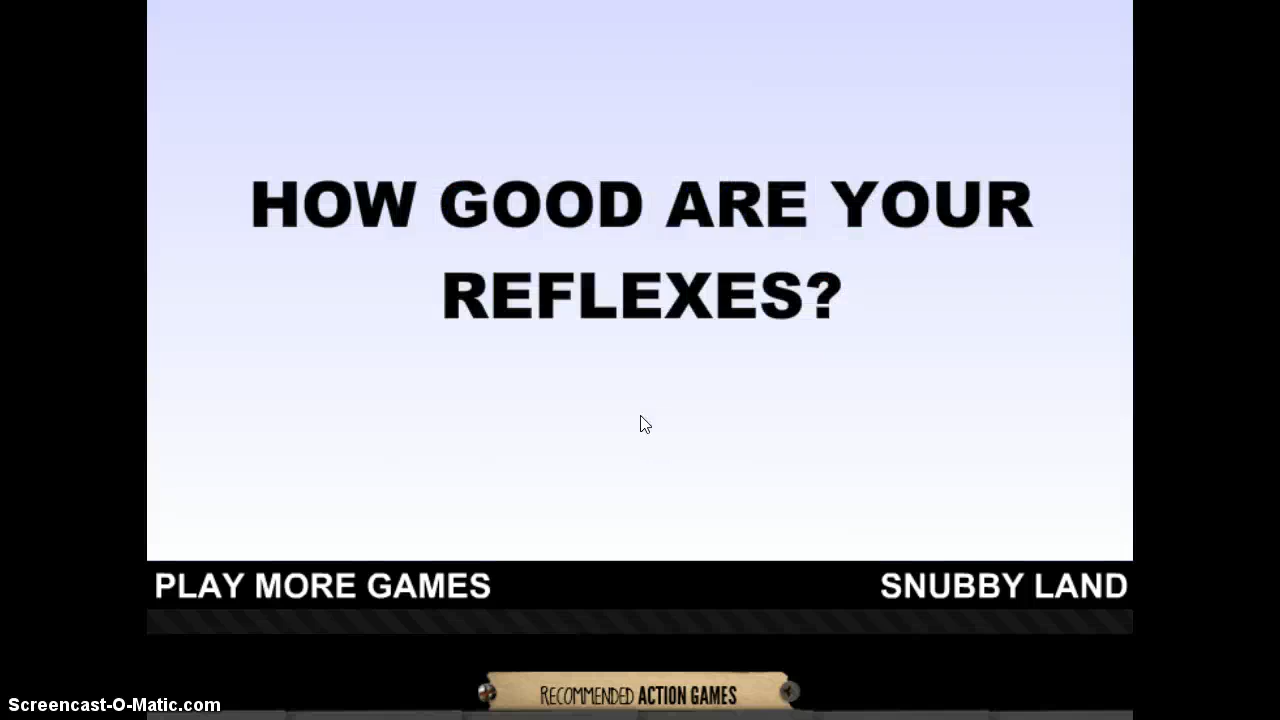 HOW GOOD ARE YOUR
REFLEXES?
PLAY MORE GAMES
SNUBBY LAND
RECOMMENDED ACTION GAMES
Screencast-O-Matic.com